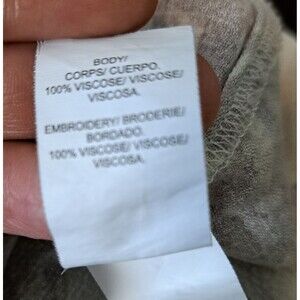 BODY/
CORPS/ CUERPO.
100% VISCOSE/ VISCOSE/
VISCOSA.
EMBROIDERY/ BRODERIE/
BORDADO.
100% VISCOSE/ VISCOSE/
VISCOSA.